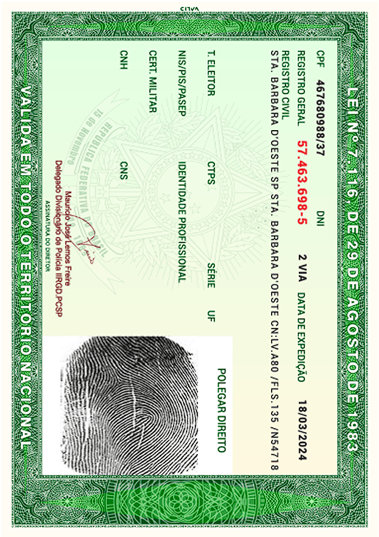 LEI Nº 7.116 DE 29 DE AGOSTO DE 1983
CPF 467680988/37 DNI
REGISTRO GERAL 57.463.698-5 2 VIA DATA DE EXPEDIÇÃO 18/03/2024
REGISTRO CIVIL
STA. BARBARA D'OESTE SP STA. BARBARA D'OESTE CN:LV.A80 /FLS.135 /N54718
T. ELEITOR CTPS SÉRIE UF
NIS/PIS/PASEP IDENTIDADE PROFISSIONAL
CERT. MILITAR
CNH CNS
POLEGAR DIREITO
Maurício José Lemos Freire
Delegado Divisionário de Polícia IIRGD.PCSP
ASSINATURA DO DIRETOR
VALIDA EM TODO O TERRITORIO NACIONAL